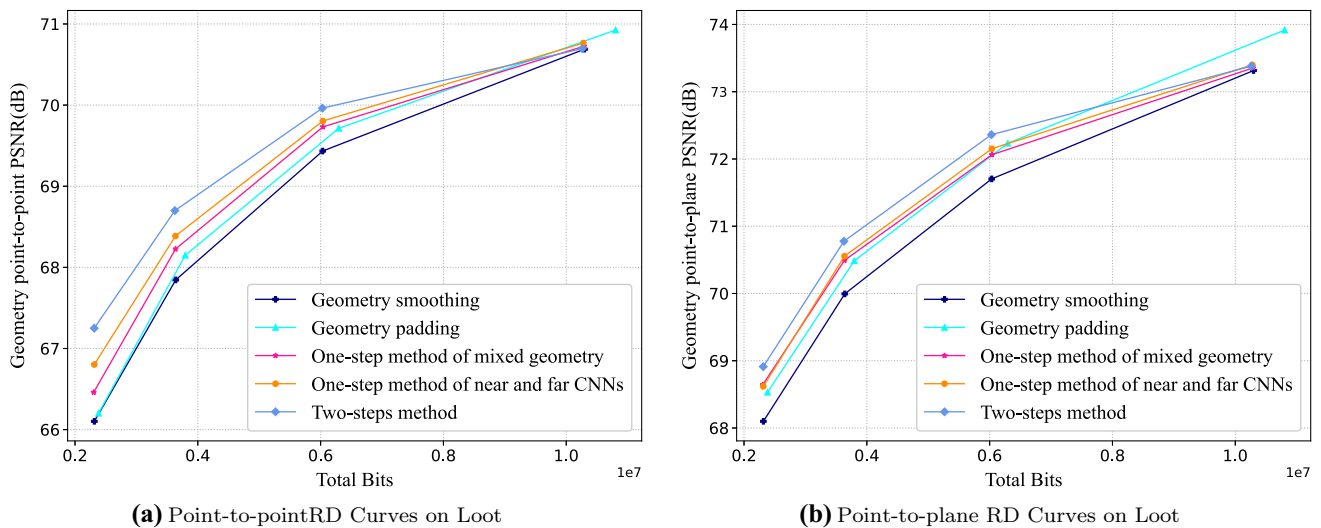 Geometry point-to-point PSNR(dB)
71
70
69
68
67
66
Geometry smoothing
Geometry padding
One-step method of mixed geometry
One-step method of near and far CNNs
Two-steps method
0.2 0.4 0.6 0.8 1.0
1e7
Total Bits
(a) Point-to-pointRD Curves on Loot
Geometry point-to-plane PSNR(dB)
74
73
72
71
70
69
68
Geometry smoothing
Geometry padding
One-step method of mixed geometry
One-step method of near and far CNNs
Two-steps method
0.2 0.4 0.6 0.8 1.0
1e7
Total Bits
(b) Point-to-plane RD Curves on Loot